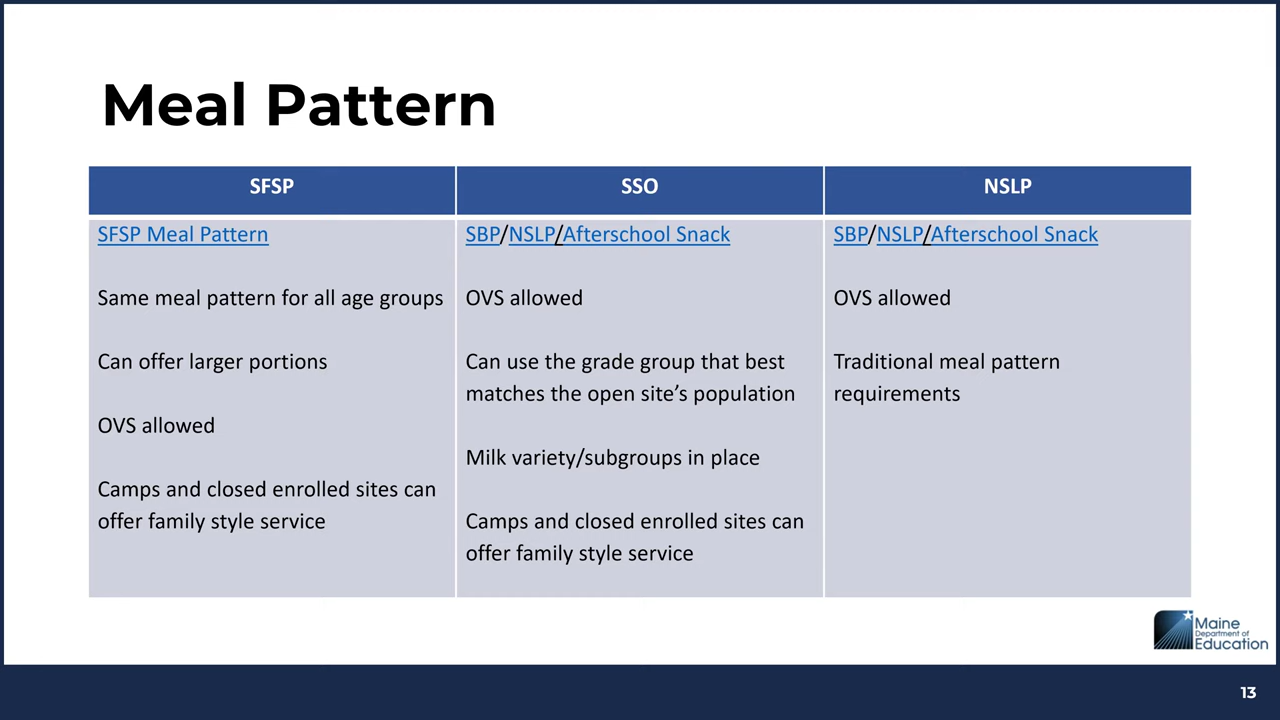 Meal Pattern
SFSP
SSO
NSLP
SFSP Meal Pattern
Same meal pattern for all age groups
Can offer larger portions
OVS allowed
Camps and closed enrolled sites can
offer family style service
SBP/NSLP/Afterschool Snack
OVS allowed
Can use the grade group that best
matches the open site’s population
Milk variety/subgroups in place
Camps and closed enrolled sites can
offer family style service
SBP/NSLP/Afterschool Snack
OVS allowed
Traditional meal pattern
requirements
Maine
Department of
Education
13